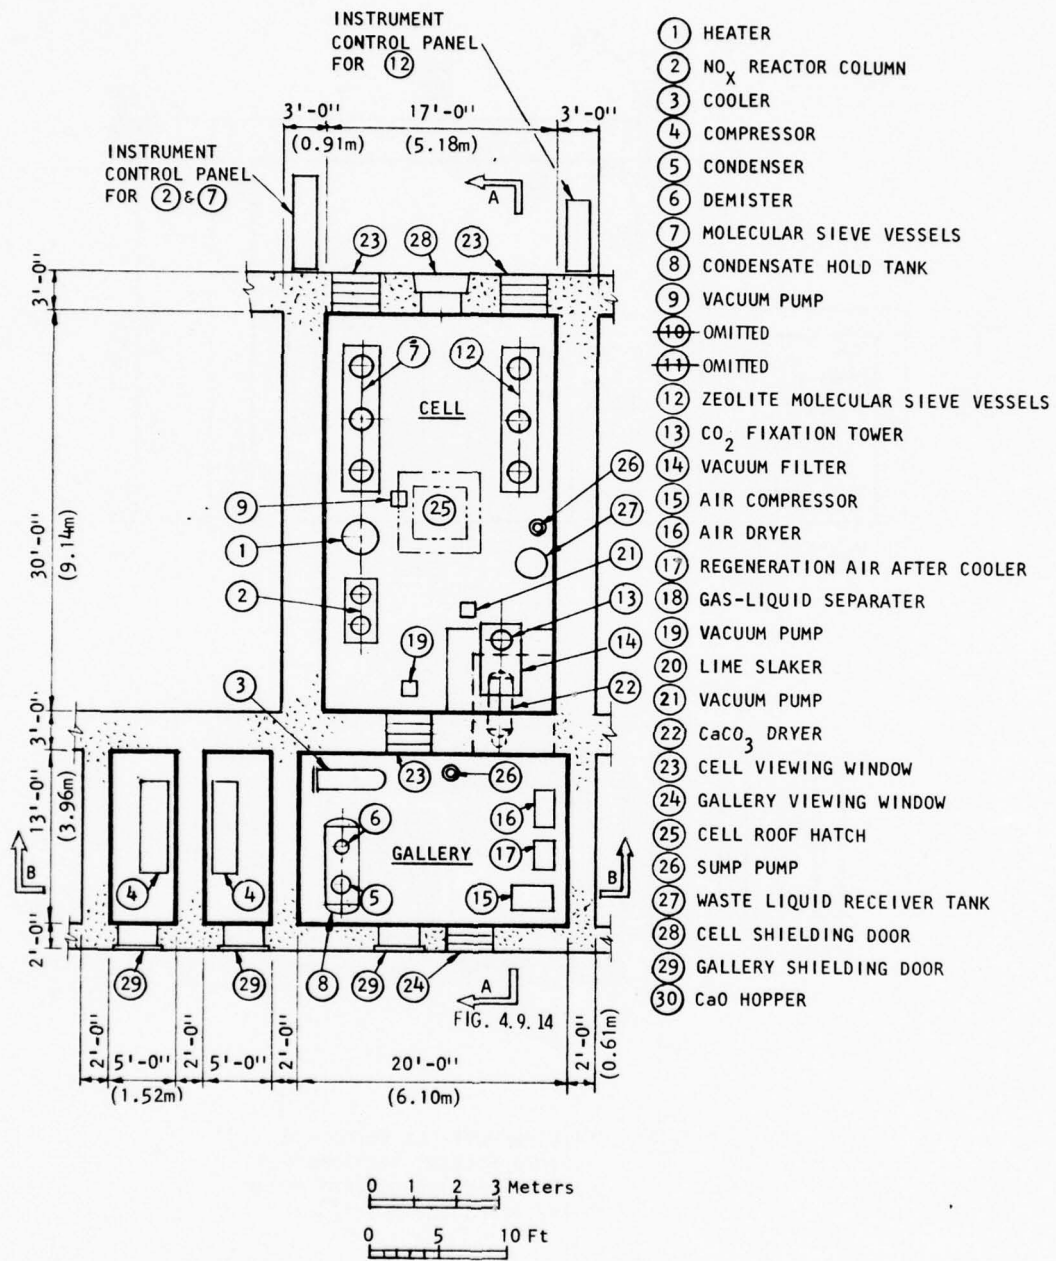 INSTRUMENT
CONTROL PANEL
FOR 12
3'-0" 17'-0" 3'-0"
(0.91m) (5.18m)
INSTRUMENT
CONTROL PANEL
FOR 2 & 7
A
23 28 23
3'-0"
7 12
CELL
30'-0"
(9.14m)
26
9 25 27
1
21
2 13
19 14
3 22
3'-0"
23 26
13'-0"
(3.96m)
6 16
GALLERY 17
B B
4 4 5 15
2'-0"
29 29 8 29 24 A
FIG. 4.9.14
2'-0" 5'-0" 2'-0" 5'-0" 2'-0" 20'-0" 2'-0"
(1.52m) (6.10m) (0.61m)
0 1 2 3 Meters
0 5 10 Ft
1 HEATER
2 NOX REACTOR COLUMN
3 COOLER
4 COMPRESSOR
5 CONDENSER
6 DEMISTER
7 MOLECULAR SIEVE VESSELS
8 CONDENSATE HOLD TANK
9 VACUUM PUMP
10 OMITTED
11 OMITTED
12 ZEOLITE MOLECULAR SIEVE VESSELS
13 CO2 FIXATION TOWER
14 VACUUM FILTER
15 AIR COMPRESSOR
16 AIR DRYER
17 REGENERATION AIR AFTER COOLER
18 GAS-LIQUID SEPARATER
19 VACUUM PUMP
20 LIME SLAKER
21 VACUUM PUMP
22 CaCO3 DRYER
23 CELL VIEWING WINDOW
24 GALLERY VIEWING WINDOW
25 CELL ROOF HATCH
26 SUMP PUMP
27 WASTE LIQUID RECEIVER TANK
28 CELL SHIELDING DOOR
29 GALLERY SHIELDING DOOR
30 CaO HOPPER